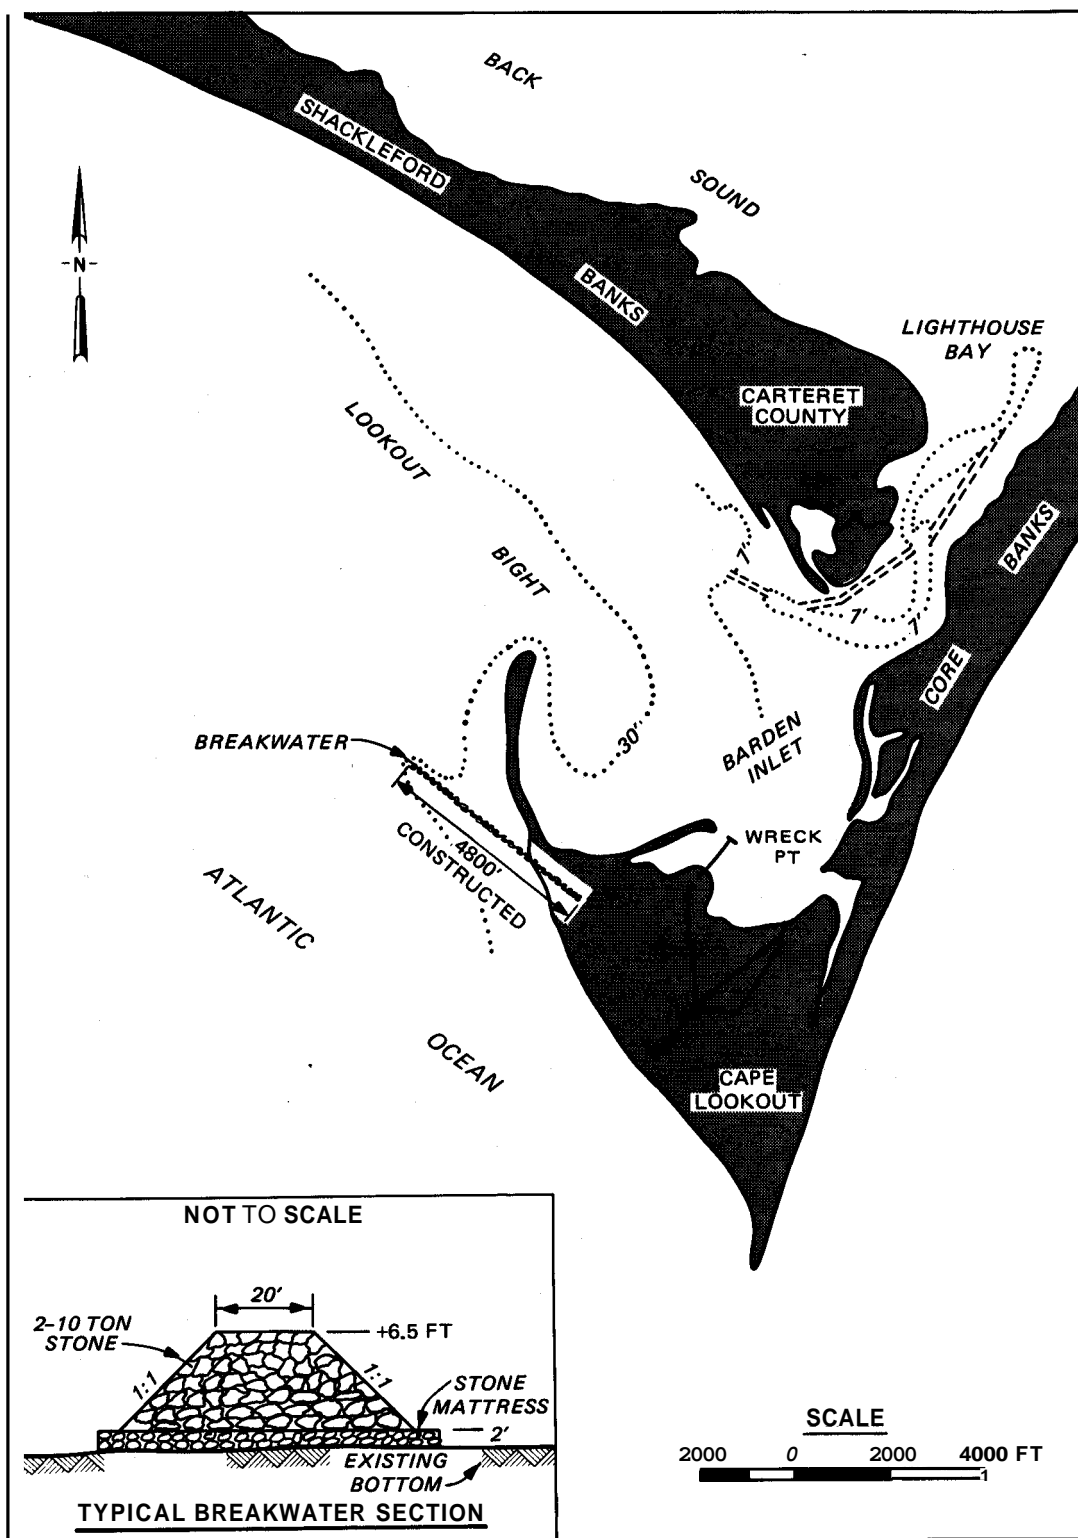 BACK
SOUND
SHACKLEFORD
BANKS
-N-
LIGHTHOUSE
BAY
CARTERET
COUNTY
LOOKOUT
BIGHT
BANKS
CORE
7'
7'
7'
30'
BARDEN
INLET
BREAKWATER
4800'
CONSTRUCTED
WRECK
PT
ATLANTIC
OCEAN
CAPE
LOOKOUT
NOT TO SCALE
20'
2-10 TON
STONE
+6.5 FT
1:1
1:1
STONE
MATTRESS
2'
EXISTING
BOTTOM
TYPICAL BREAKWATER SECTION
SCALE
2000 0 2000 4000 FT